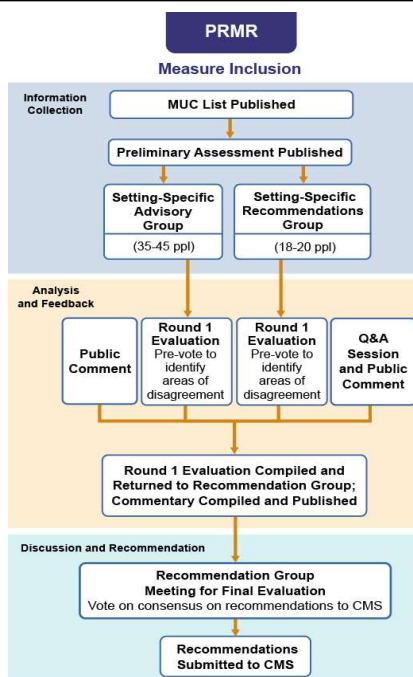 PRMR
Measure Inclusion
Information
Collection
MUC List Published
Preliminary Assessment Published
Setting-Specific
Advisory
Group
(35-45 ppl)
Setting-Specific
Recommendations
Group
(18-20 ppl)
Analysis
and Feedback
Public
Comment
Round 1
Evaluation
Pre-vote to
identify
areas of
disagreement
Round 1
Evaluation
Pre-vote to
identify
areas of
disagreement
Q&A
Session
and Public
Comment
Round 1 Evaluation Compiled and
Returned to Recommendation Group;
Commentary Compiled and Published
Discussion and Recommendation
Recommendation Group
Meeting for Final Evaluation
Vote on consensus on recommendations to CMS
Recommendations
Submitted to CMS